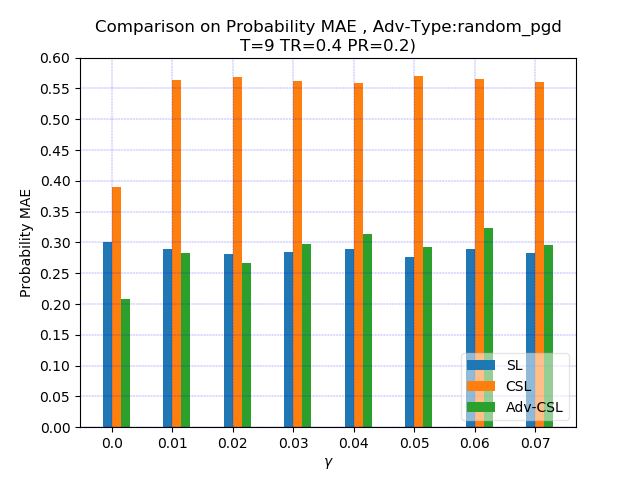 Comparison on Probability MAE , Adv-Type:random_pgd
T=9 TR=0.4 PR=0.2)
0.60
0.55
0.50
0.45
0.40
0.35
0.30
0.25
0.20
0.15
0.10
0.05
0.00
Probability MAE
SL
CSL
Adv-CSL
0.0 0.01 0.02 0.03 0.04 0.05 0.06 0.07
γ